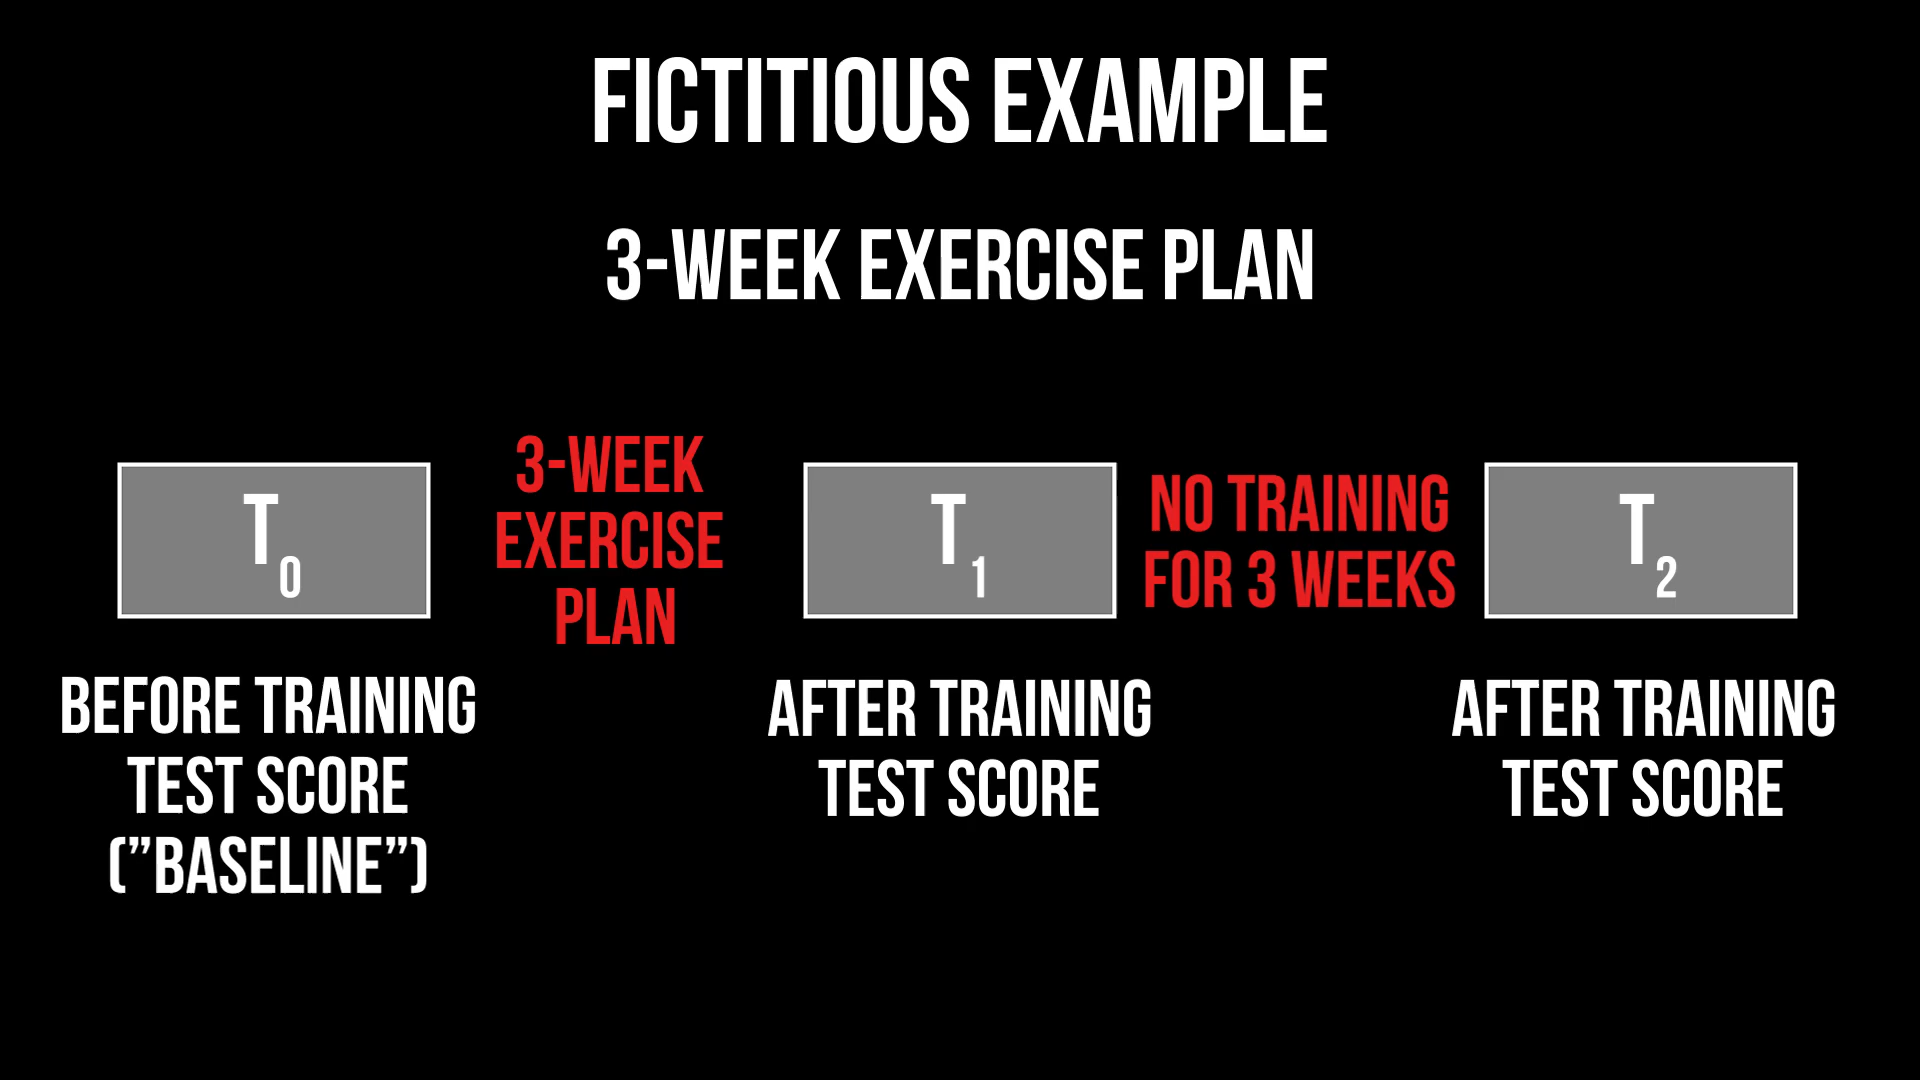 FICTITIOUS EXAMPLE
3-WEEK EXERCISE PLAN
T0
3-WEEK
EXERCISE
PLAN
T1
NO TRAINING
FOR 3 WEEKS
T2
BEFORE TRAINING
TEST SCORE
(”BASELINE”)
AFTER TRAINING
TEST SCORE
AFTER TRAINING
TEST SCORE